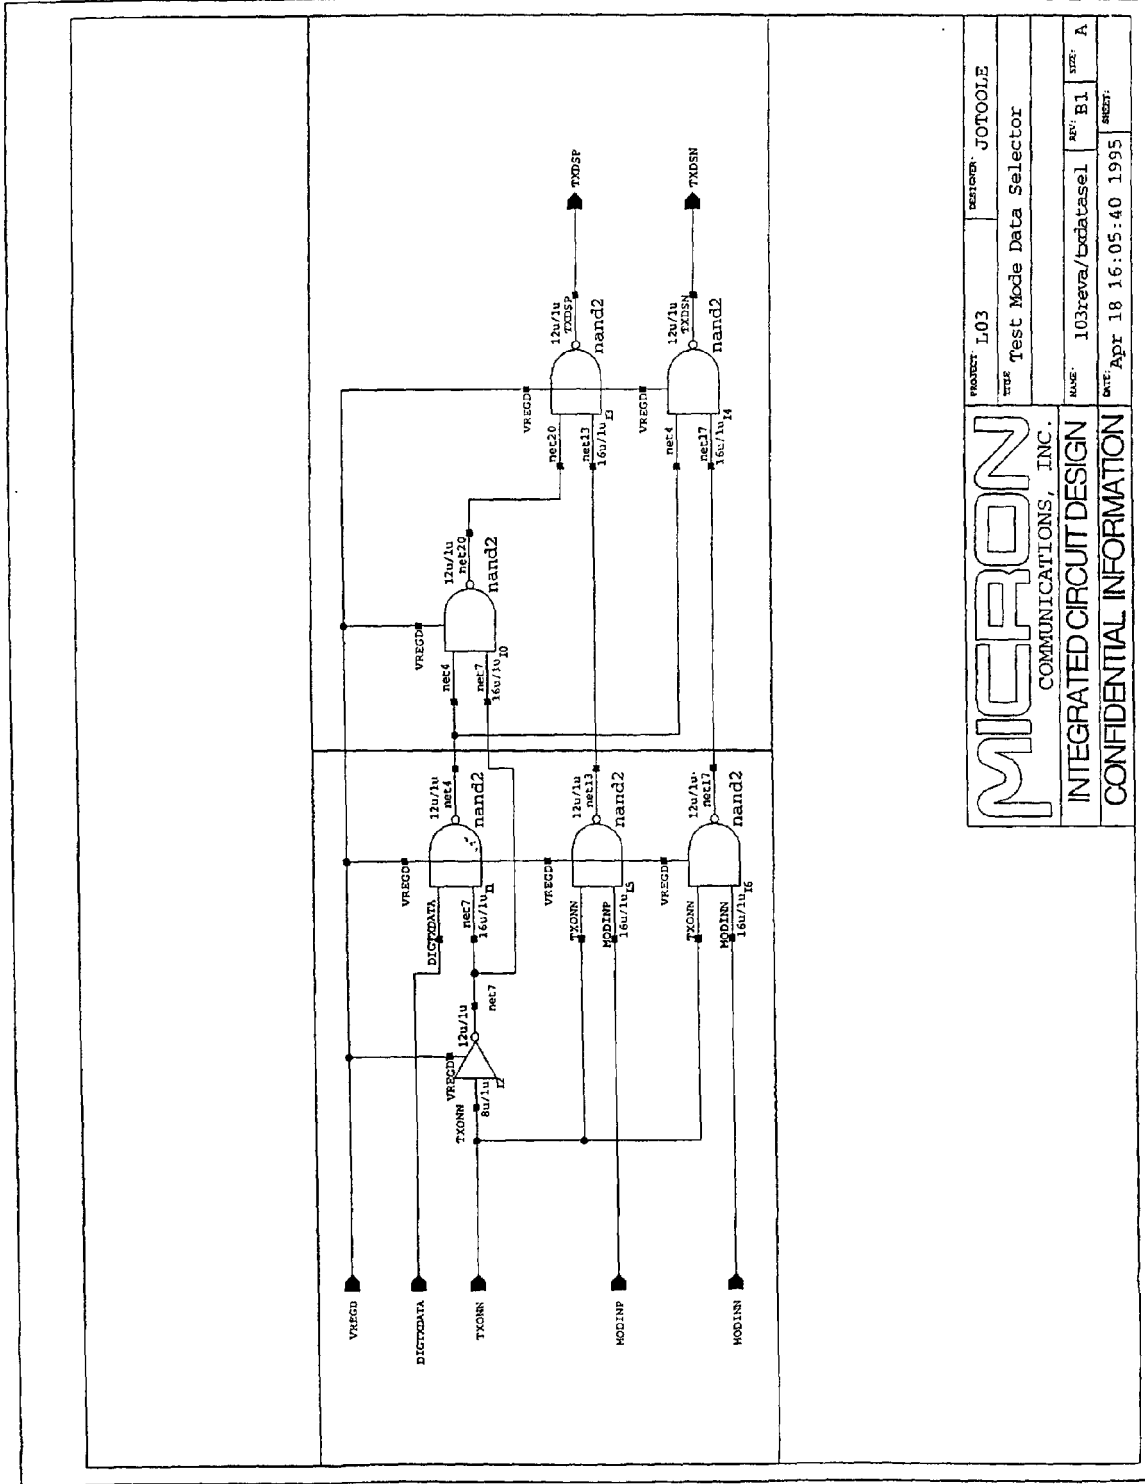 VREGD
DIGTXDATA
TXONN
MODINP
MODINN
TXONN
VREGD
8u/1u
I2
12u/1u
net7
DIGTXDATA
VREGD
net7
16u/1u
I1
12u/1u
net4
nand2
TXONN
VREGD
MODINP
16u/1u
I5
12u/1u
net13
nand2
TXONN
VREGD
MODINN
16u/1u
I6
12u/1u
net17
nand2
net4
VREGD
net7
16u/1u
I0
12u/1u
net20
nand2
net20
VREGD
net13
16u/1u
I3
12u/1u
TXDSP
nand2
net4
VREGD
net17
16u/1u
I4
12u/1u
TXDSN
nand2
TXDSP
TXDSN
MICRON
COMMUNICATIONS, INC.
INTEGRATED CIRCUIT DESIGN
CONFIDENTIAL INFORMATION
PROJECT: L03 DESIGNER: JOTOOLE
TITLE Test Mode Data Selector
NAME: 103reva/txdatasel REV: B1 SIZE: A
DATE: Apr 18 16:05:40 1995 SHEET: